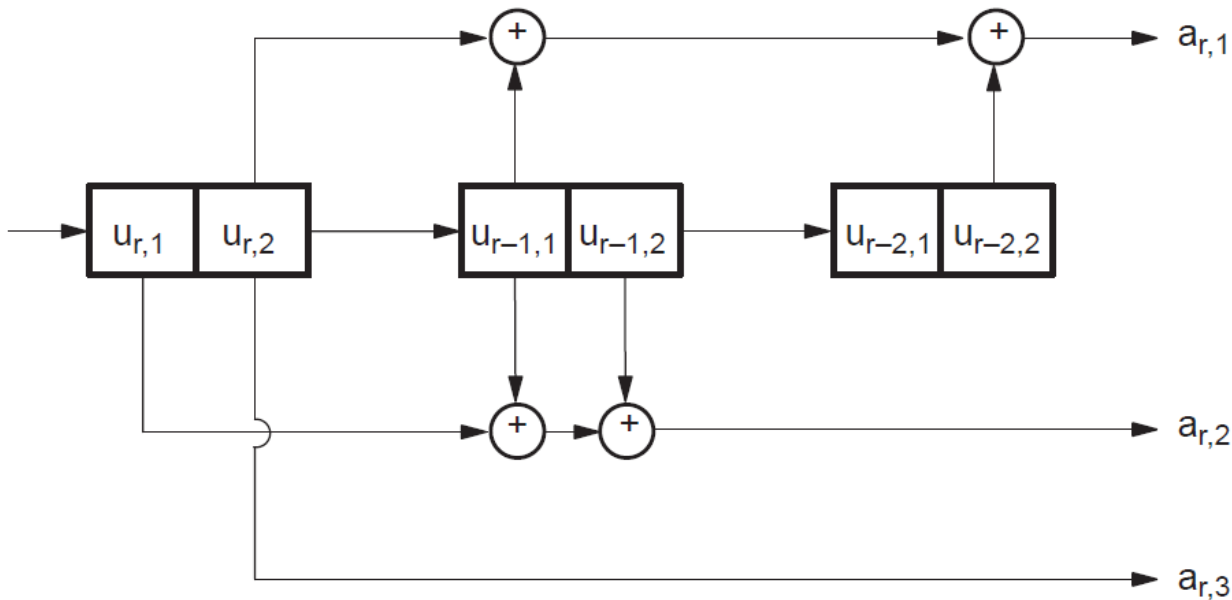 + + a_{r,1}
u_{r,1} u_{r,2} u_{r–1,1} u_{r–1,2} u_{r–2,1} u_{r–2,2}
+ + a_{r,2}
a_{r,3}